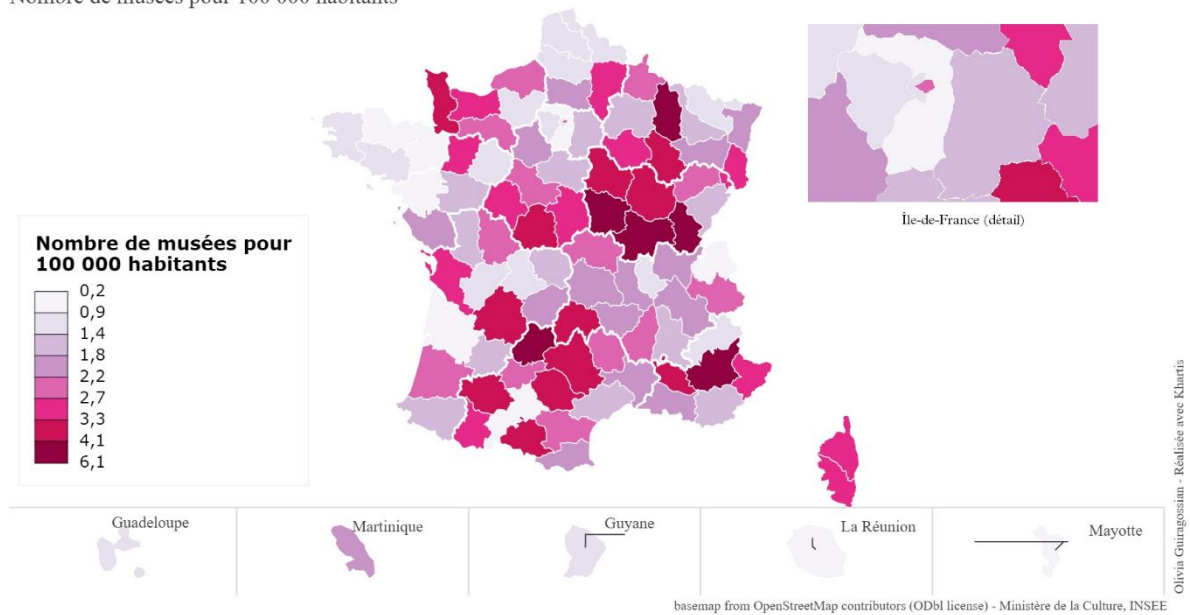 Nombre de musées pour 100 000 habitants
Île-de-France (détail)
Nombre de musées pour
100 000 habitants
0,2
0,9
1,4
1,8
2,2
2,7
3,3
4,1
6,1
Guadeloupe
Martinique
Guyane
La Réunion
Mayotte
Olivia Guiragossian - Réalisée avec Khartis
basemap from OpenStreetMap contributors (ODbl license) - Ministère de la Culture, INSEE